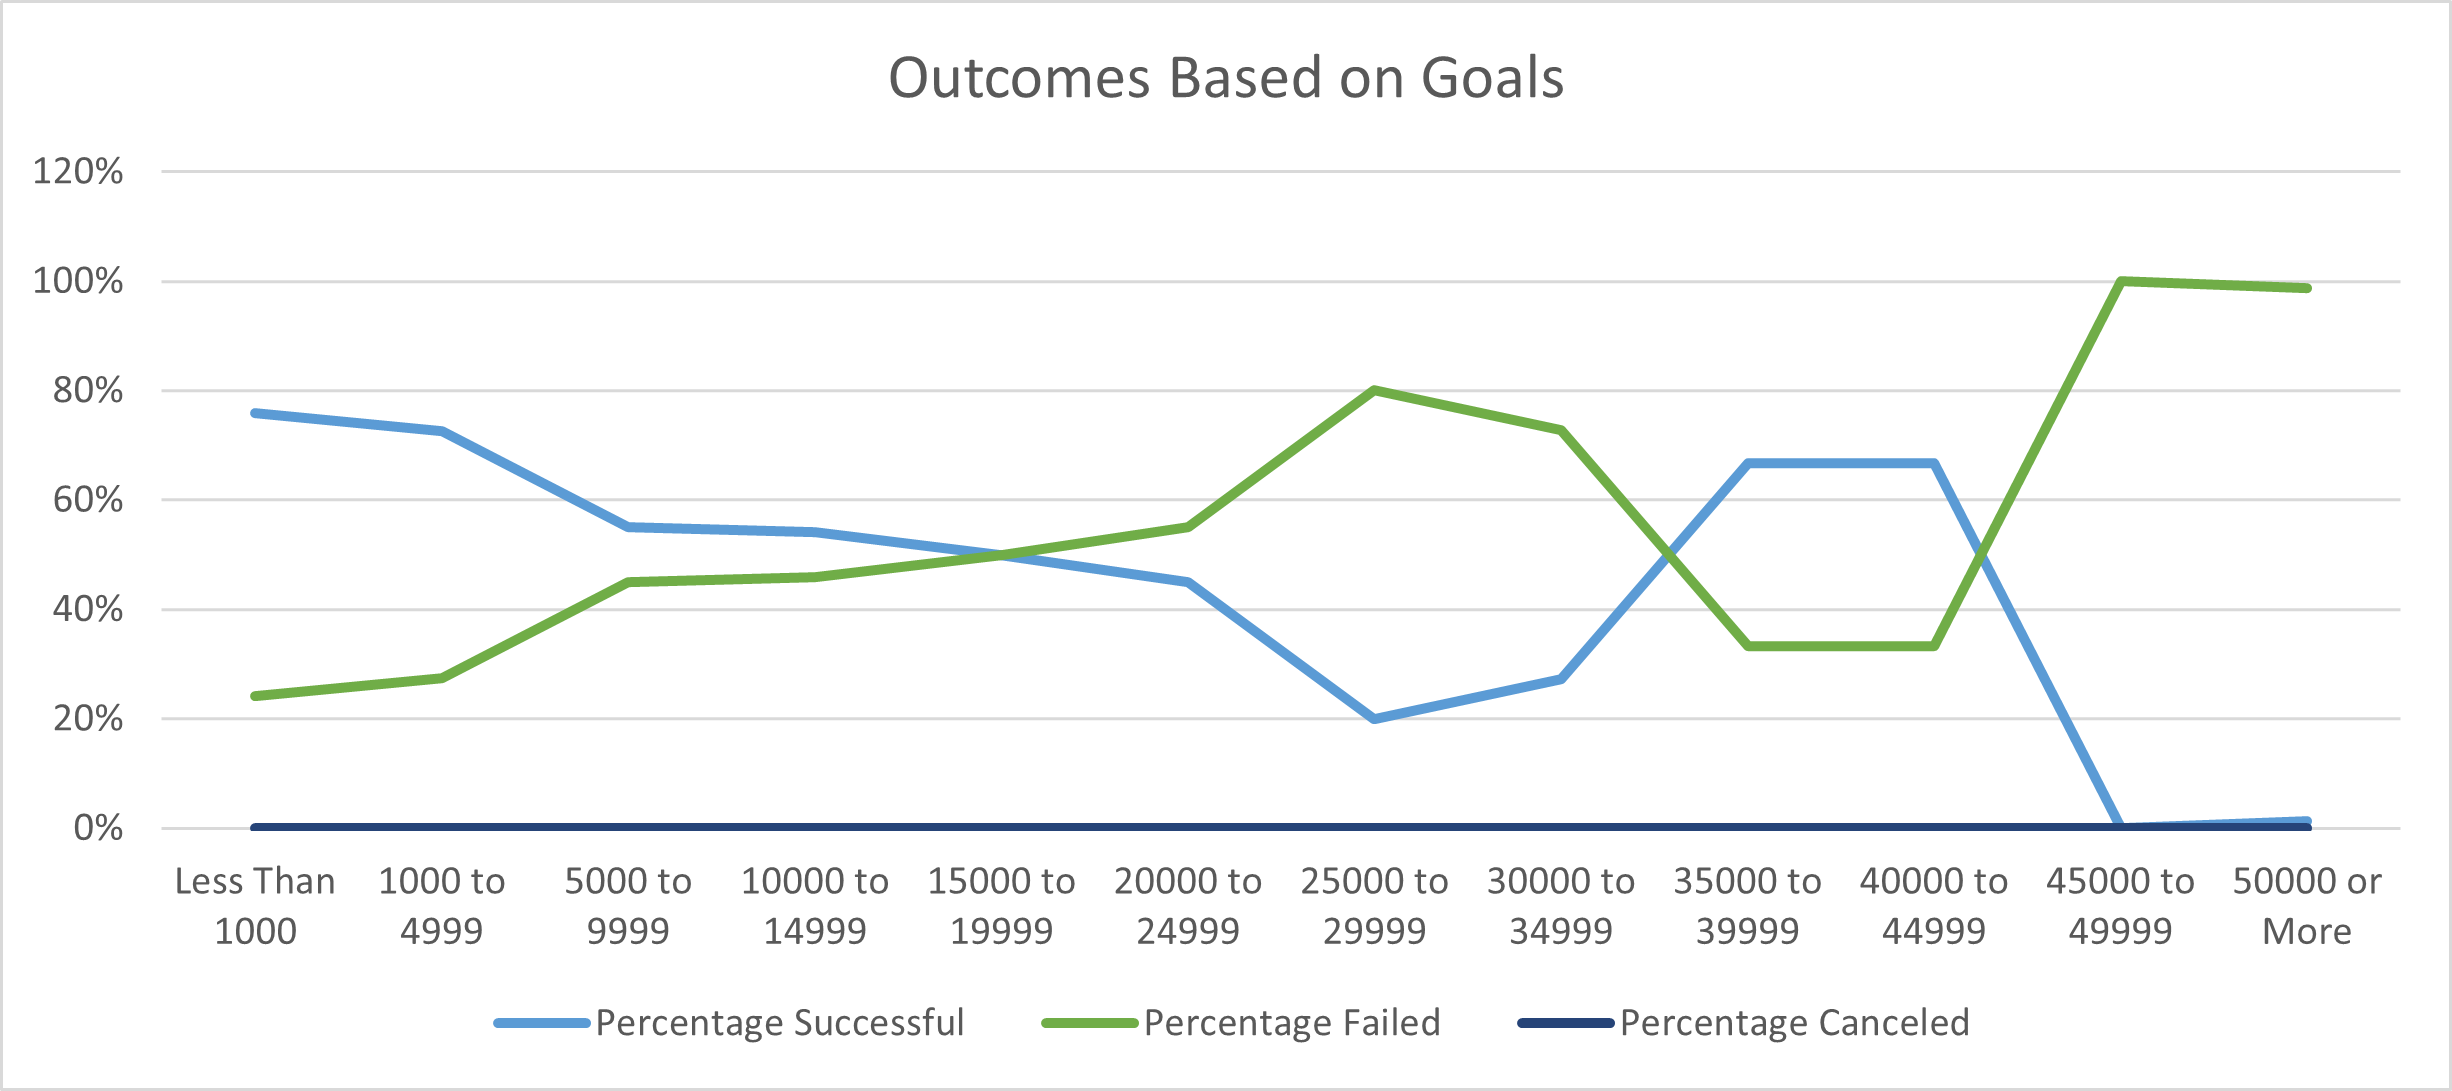 Outcomes Based on Goals
120%
100%
80%
60%
40%
20%
0%
Less Than 1000 to 5000 to 10000 to 15000 to 20000 to 25000 to 30000 to 35000 to 40000 to 45000 to 50000 or
1000 4999 9999 14999 19999 24999 29999 34999 39999 44999 49999 More
Percentage Successful Percentage Failed Percentage Canceled